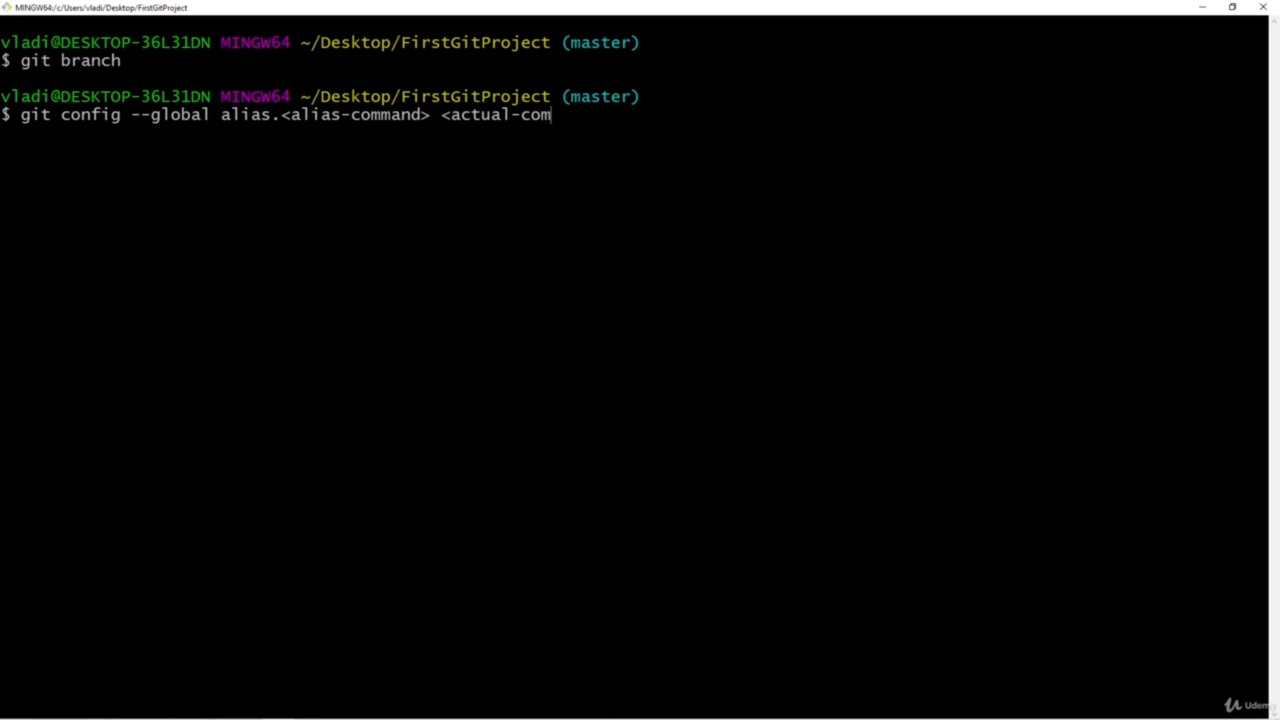 MINGW64:/c/Users/vladi/Desktop/FirstGitProject
vladi@DESKTOP-36L31DN MINGW64 ~/Desktop/FirstGitProject (master)
$ git branch
vladi@DESKTOP-36L31DN MINGW64 ~/Desktop/FirstGitProject (master)
$ git config --global alias.<alias-command> <actual-com
Udemy